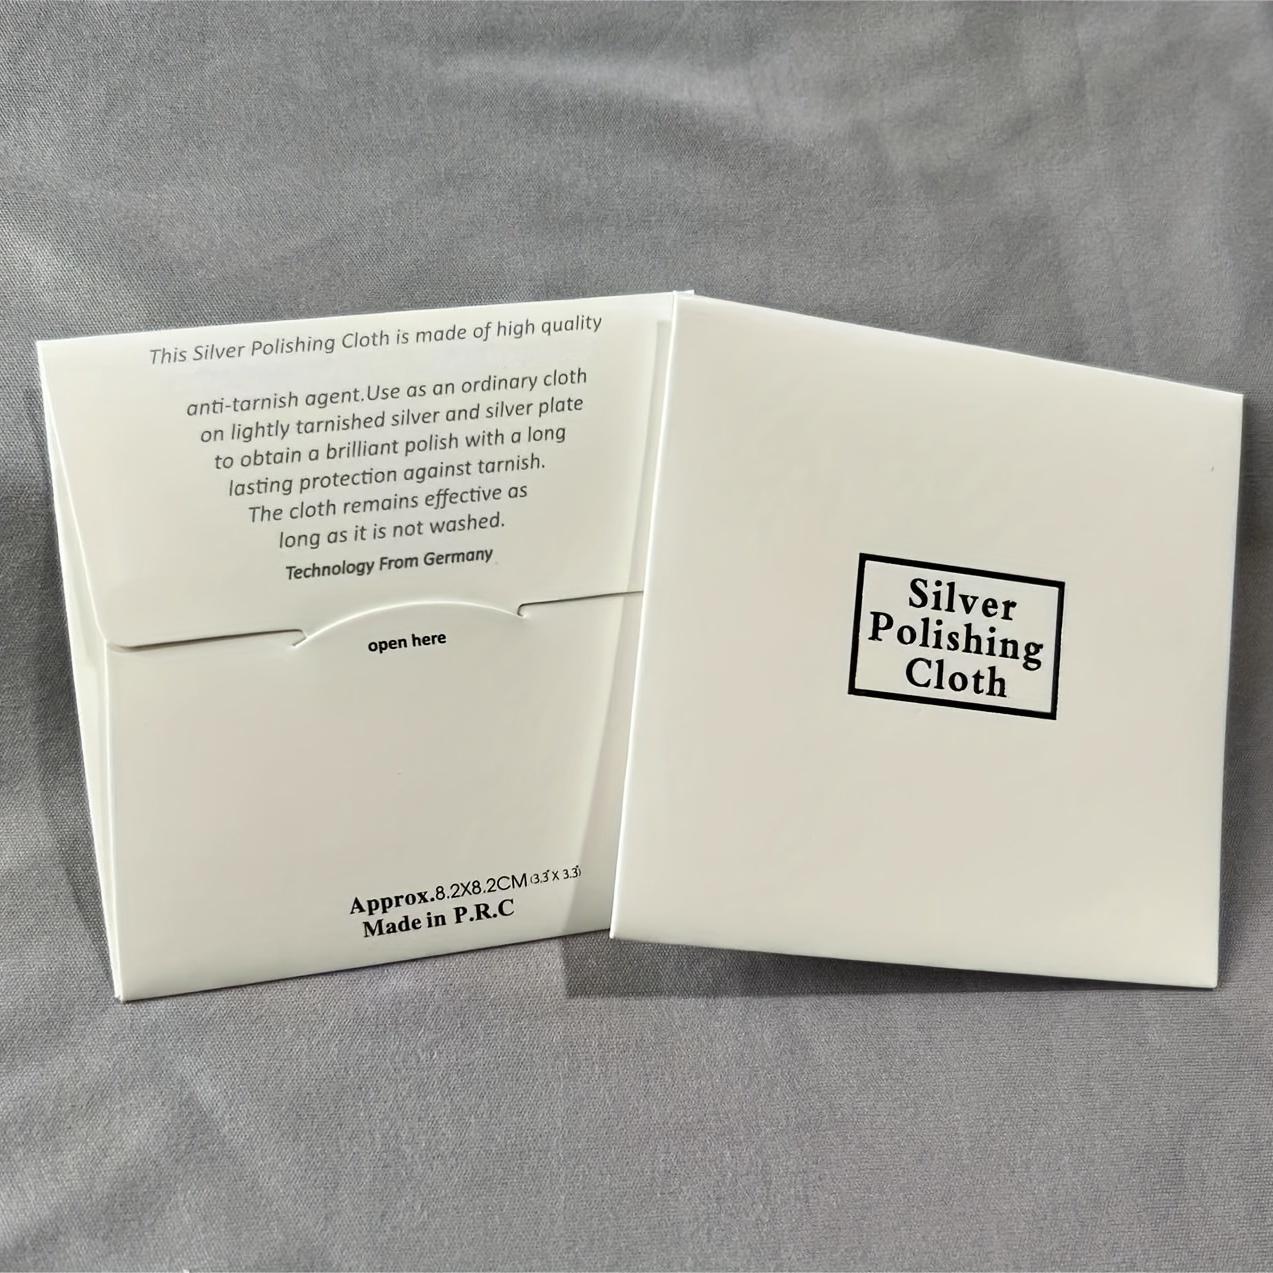 This Silver Polishing Cloth is made of high quality
anti-tarnish agent.Use as an ordinary cloth
on lightly tarnished silver and silver plate
to obtain a brilliant polish with a long
lasting protection against tarnish.
The cloth remains effective as
long as it is not washed.
Technology From Germany
open here
Approx.8.2X8.2CM(3.3"X 3.3")
Made in P.R.C
Silver
Polishing
Cloth